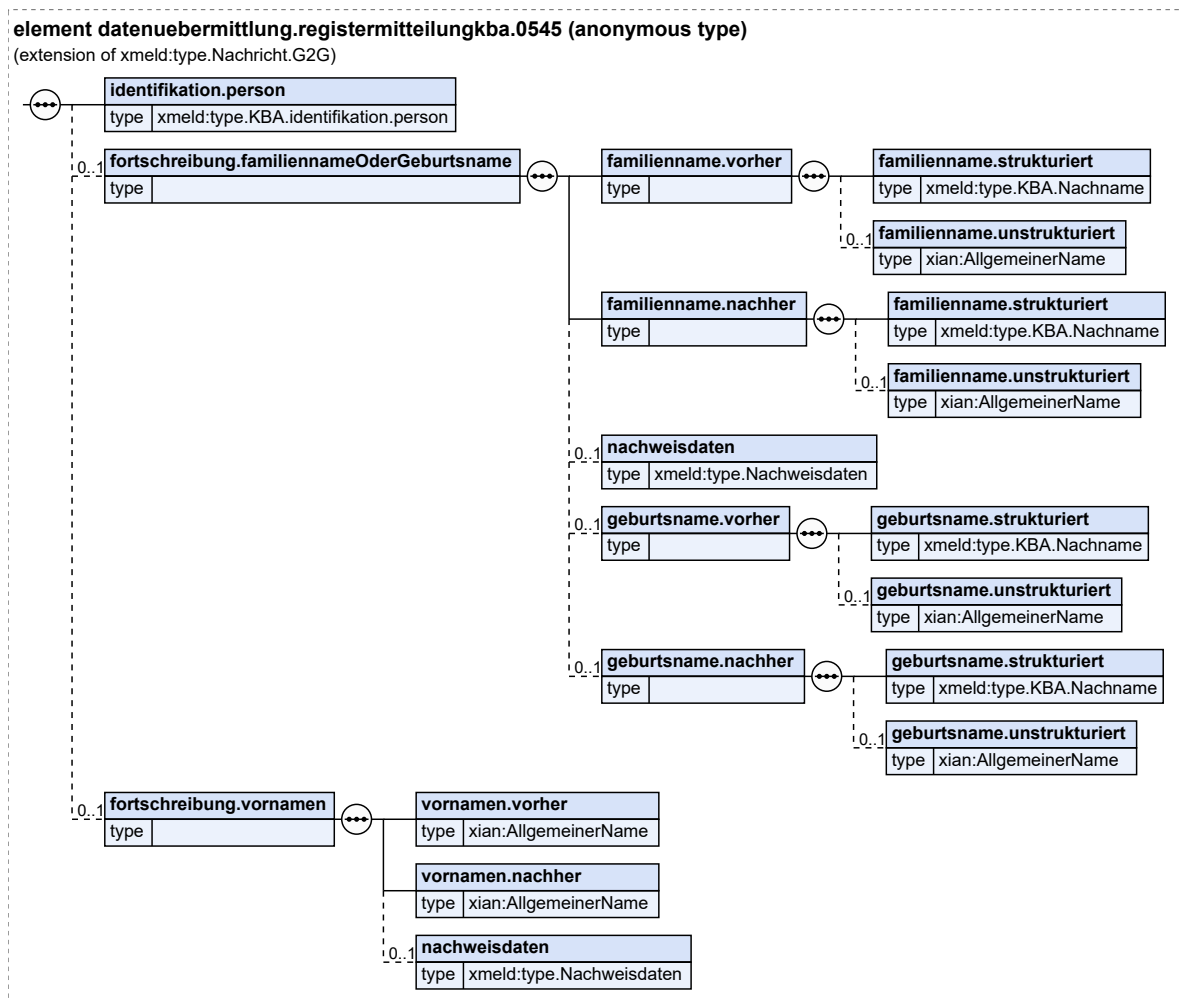 element datenuebermittlung.registermitteilungkba.0545 (anonymous type)
(extension of xmeld:type.Nachricht.G2G)
identifikation.person
type xmeld:type.KBA.identifikation.person
0..1 fortschreibung.familiennameOderGeburtsname
type
familienname.vorher
type
familienname.strukturiert
type xmeld:type.KBA.Nachname
0..1 familienname.unstrukturiert
type xian:AllgemeinerName
familienname.nachher
type
familienname.strukturiert
type xmeld:type.KBA.Nachname
0..1 familienname.unstrukturiert
type xian:AllgemeinerName
0..1 nachweisdaten
type xmeld:type.Nachweisdaten
0..1 geburtsname.vorher
type
geburtsname.strukturiert
type xmeld:type.KBA.Nachname
0..1 geburtsname.unstrukturiert
type xian:AllgemeinerName
0..1 geburtsname.nachher
type
geburtsname.strukturiert
type xmeld:type.KBA.Nachname
0..1 geburtsname.unstrukturiert
type xian:AllgemeinerName
0..1 fortschreibung.vornamen
type
vornamen.vorher
type xian:AllgemeinerName
vornamen.nachher
type xian:AllgemeinerName
0..1 nachweisdaten
type xmeld:type.Nachweisdaten